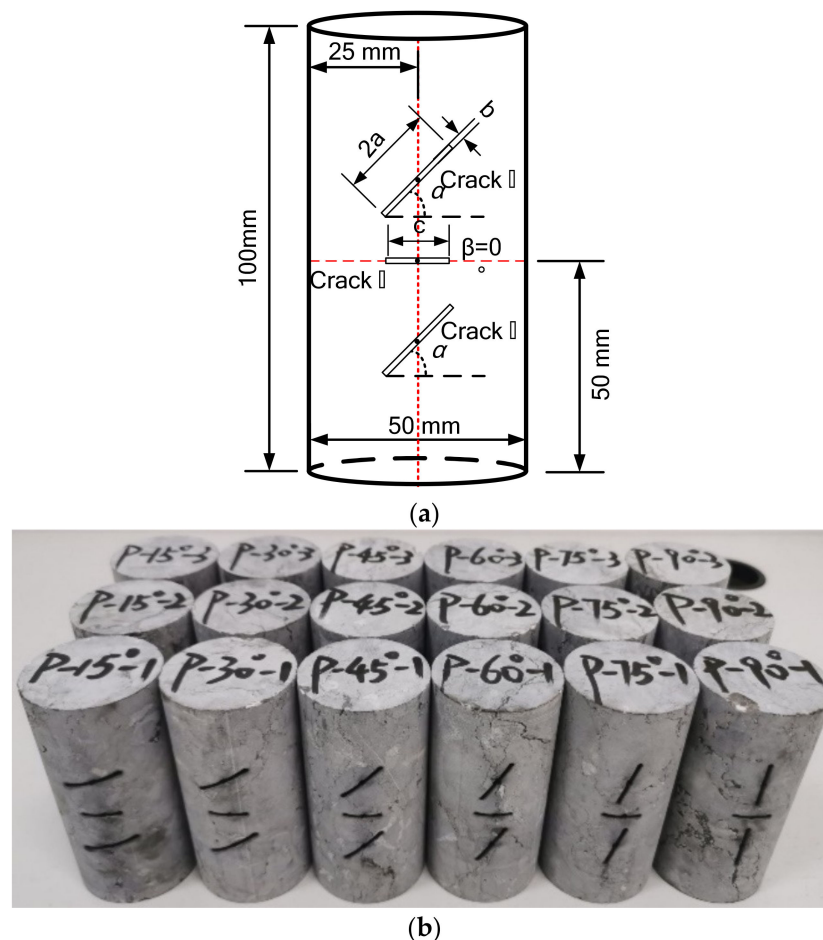 25 mm
b
2a
Crack ▯
α
100mm
c
β=0
°
Crack ▯
Crack ▯
α
50 mm
50 mm
(a)
P-15°-3 P-30°-3 P-45°-3 P-60°-3 P-75°-3 P-90°-3
P-15°-2 P-30°-2 P-45°-2 P-60°-2 P-75°-2 P-90°-2
P-15°-1 P-30°-1 P-45°-1 P-60°-1 P-75°-1 P-90°-1
(b)